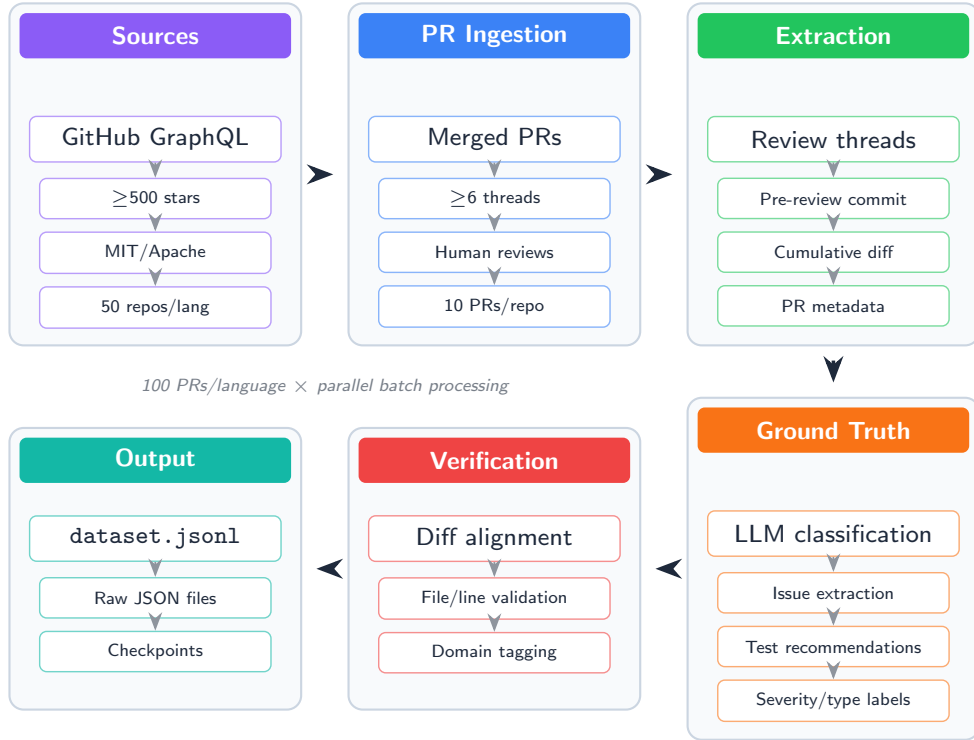 Sources
GitHub GraphQL
≥500 stars
MIT/Apache
50 repos/lang
PR Ingestion
Merged PRs
≥6 threads
Human reviews
10 PRs/repo
Extraction
Review threads
Pre-review commit
Cumulative diff
PR metadata
100 PRs/language × parallel batch processing
Ground Truth
LLM classification
Issue extraction
Test recommendations
Severity/type labels
Verification
Diff alignment
File/line validation
Domain tagging
Output
dataset.jsonl
Raw JSON files
Checkpoints